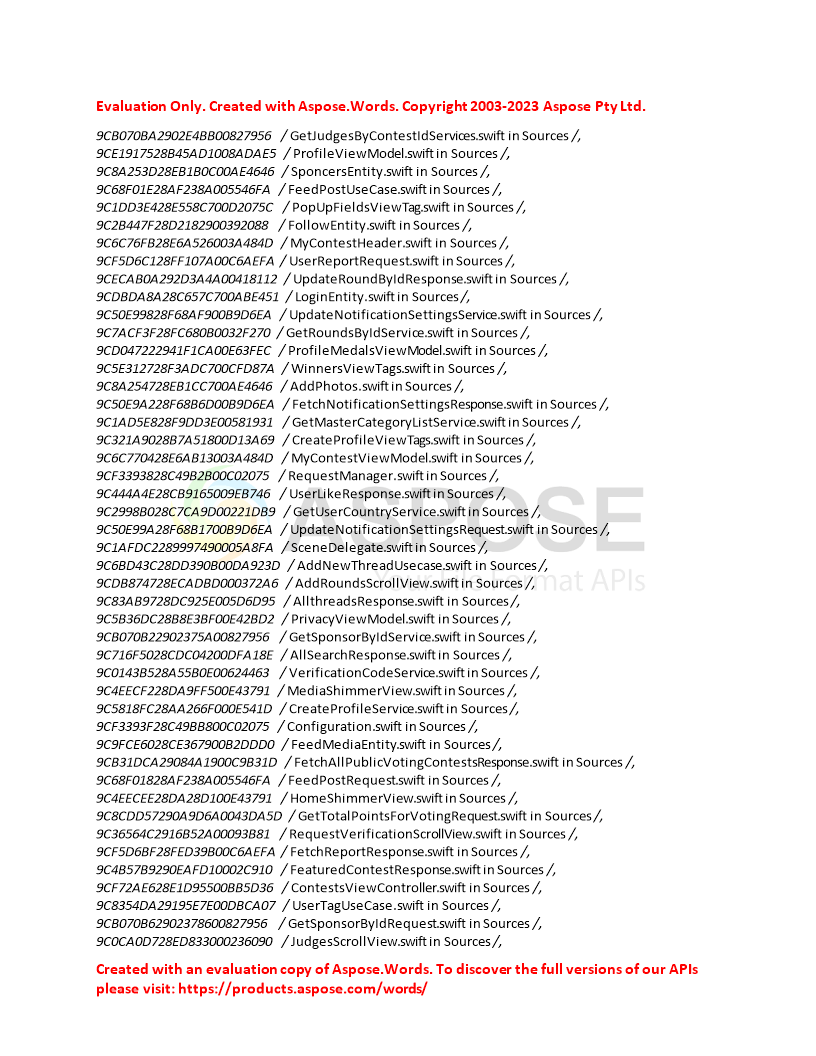 Evaluation Only. Created with Aspose.Words. Copyright 2003-2023 Aspose Pty Ltd.
9CB070BA2902E4BB00827956 / GetJudgesByContestIdServices.swift in Sources /,
9CE1917528B45AD1008ADAE5 / ProfileViewModel.swift in Sources /,
9C8A253D28EB1B0C00AE4646 / SponcersEntity.swift in Sources /,
9C68F01E28AF238A005546FA / FeedPostUseCase.swift in Sources /,
9C1DD3E428E558C700D2075C / PopUpFieldsViewTag.swift in Sources /,
9C2B447F28D2182900392088 / FollowEntity.swift in Sources /,
9C6C76FB28E6A526003A484D / MyContestHeader.swift in Sources /,
9CF5D6C128FF107A00C6AEFA / UserReportRequest.swift in Sources /,
9CECAB0A292D3A4A00418112 / UpdateRoundByIdResponse.swift in Sources /,
9CDBDA8A28C657C700ABE451 / LoginEntity.swift in Sources /,
9C50E99828F68AF900B9D6EA / UpdateNotificationSettingsService.swift in Sources /,
9C7ACF3F28FC680B0032F270 / GetRoundsByIdService.swift in Sources /,
9CD047222941F1CA00E63FEC / ProfileMedalsViewModel.swift in Sources /,
9C5E312728F3ADC700CFD87A / WinnersViewTags.swift in Sources /,
9C8A254728EB1CC700AE4646 / AddPhotos.swift in Sources /,
9C50E9A228F68B6D00B9D6EA / FetchNotificationSettingsResponse.swift in Sources /,
9C1AD5E828F9DD3E00581931 / GetMasterCategoryListService.swift in Sources /,
9C321A9028B7A51800D13A69 / CreateProfileViewTags.swift in Sources /,
9C6C770428E6AB13003A484D / MyContestViewModel.swift in Sources /,
9CF3393828C49B2B00C02075 / RequestManager.swift in Sources /,
9C444A4E28CB9165009EB746 / UserLikeResponse.swift in Sources /,
9C2998B028C7CA9D00221DB9 / GetUserCountryService.swift in Sources /,
9C50E99A28F68B1700B9D6EA / UpdateNotificationSettingsRequest.swift in Sources /,
9C1AFDC2289997490005A8FA / SceneDelegate.swift in Sources /,
9C6BD43C28DD390B00DA923D / AddNewThreadUsecase.swift in Sources /,
9CDB874728ECADBD000372A6 / AddRoundsScrollView.swift in Sources /,
9C83AB9728DC925E005D6D95 / AllthreadsResponse.swift in Sources /,
9C5B36DC28B8E3BF00E42BD2 / PrivacyViewModel.swift in Sources /,
9CB070B22902375A00827956 / GetSponsorByIdService.swift in Sources /,
9C716F5028CDC04200DFA18E / AllSearchResponse.swift in Sources /,
9C0143B528A55B0E00624463 / VerificationCodeService.swift in Sources /,
9C4EECF228DA9FF500E43791 / MediaShimmerView.swift in Sources /,
9C5818FC28AA266F000E541D / CreateProfileService.swift in Sources /,
9CF3393F28C49BB800C02075 / Configuration.swift in Sources /,
9C9FCE6028CE367900B2DDD0 / FeedMediaEntity.swift in Sources /,
9CB31DCA29084A1900C9B31D / FetchAllPublicVotingContestsResponse.swift in Sources /,
9C68F01828AF238A005546FA / FeedPostRequest.swift in Sources /,
9C4EECEE28DA28D100E43791 / HomeShimmerView.swift in Sources /,
9C8CDD57290A9D6A0043DA5D / GetTotalPointsForVotingRequest.swift in Sources /,
9C36564C2916B52A00093B81 / RequestVerificationScrollView.swift in Sources /,
9CF5D6BF28FED39B00C6AEFA / FetchReportResponse.swift in Sources /,
9C4B57B9290EAFD10002C910 / FeaturedContestResponse.swift in Sources /,
9CF72AE628E1D95500BB5D36 / ContestsViewController.swift in Sources /,
9C8354DA29195E7E00DBCA07 / UserTagUseCase.swift in Sources /,
9CB070B62902378600827956 / GetSponsorByIdRequest.swift in Sources /,
9C0CA0D728ED833000236090 / JudgesScrollView.swift in Sources /,
ASPOSE
Your File Format APIs
Created with an evaluation copy of Aspose.Words. To discover the full versions of our APIs
please visit: https://products.aspose.com/words/